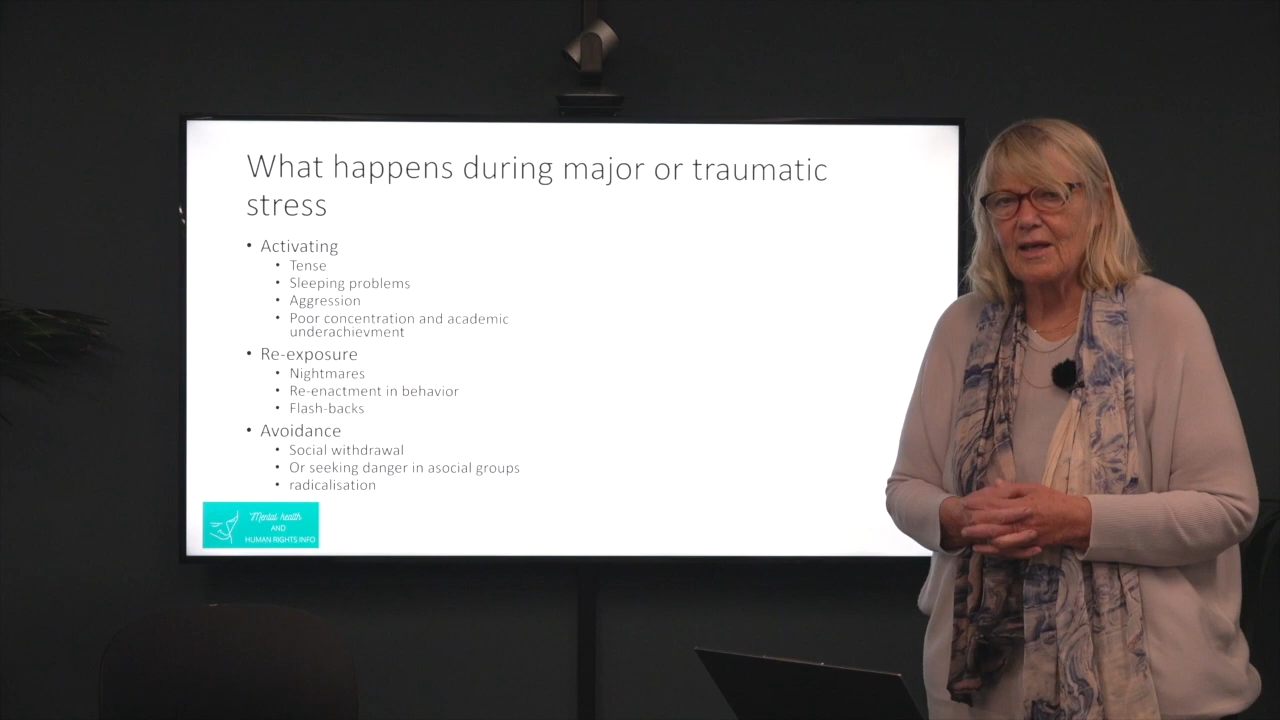 What happens during major or traumatic
stress
• Activating
• Tense
• Sleeping problems
• Aggression
• Poor concentration and academic
underachievment
• Re-exposure
• Nightmares
• Re-enactment in behavior
• Flash-backs
• Avoidance
• Social withdrawal
• Or seeking danger in asocial groups
• radicalisation
Mental health
AND
HUMAN RIGHTS INFO